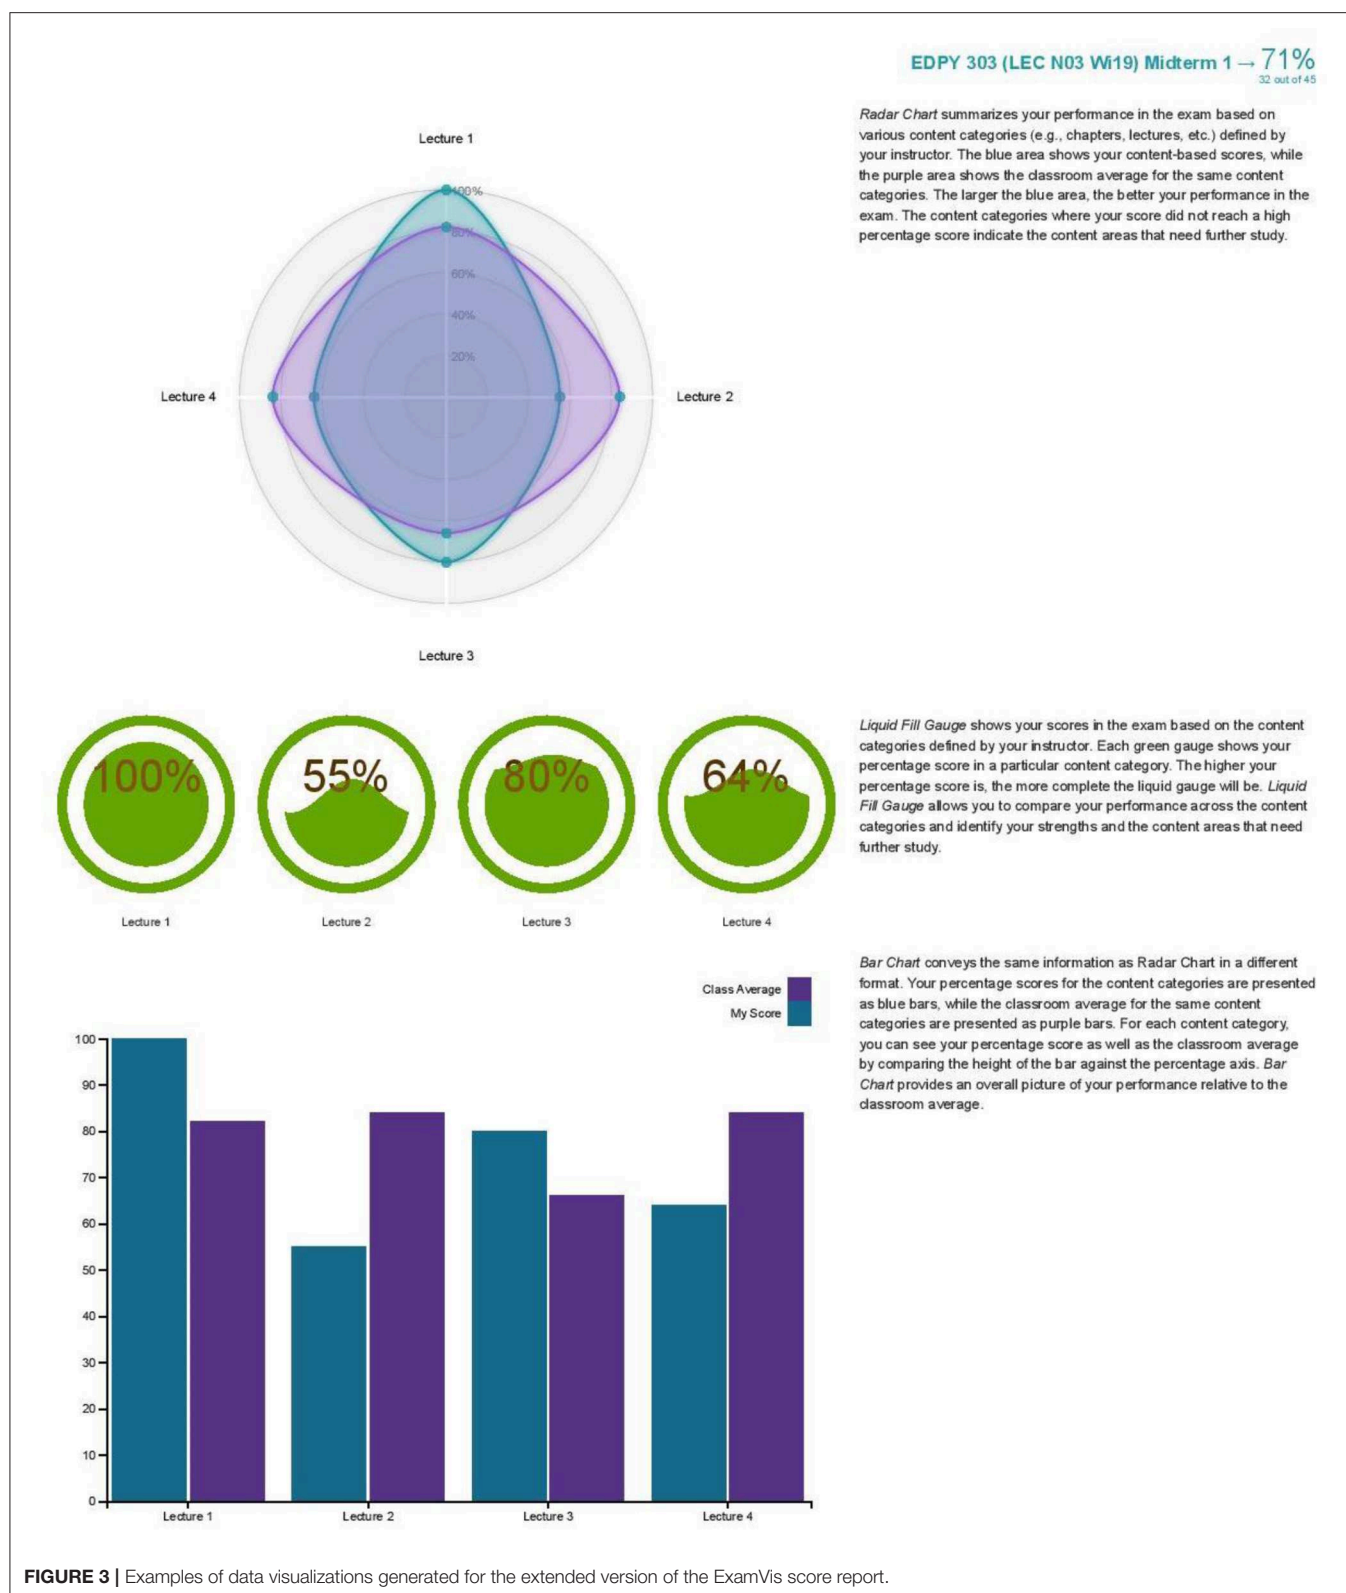 EDPY 303 (LEC N03 Wi19) Midterm 1 → 71%
32 out of 45
Radar Chart summarizes your performance in the exam based on
various content categories (e.g., chapters, lectures, etc.) defined by
your instructor. The blue area shows your content-based scores, while
the purple area shows the classroom average for the same content
categories. The larger the blue area, the better your performance in the
exam. The content categories where your score did not reach a high
percentage score indicate the content areas that need further study.
Lecture 1
100%
80%
60%
40%
20%
Lecture 4
Lecture 2
Lecture 3
100%
55%
80%
64%
Lecture 1
Lecture 2
Lecture 3
Lecture 4
Liquid Fill Gauge shows your scores in the exam based on the content
categories defined by your instructor. Each green gauge shows your
percentage score in a particular content category. The higher your
percentage score is, the more complete the liquid gauge will be. Liquid
Fill Gauge allows you to compare your performance across the content
categories and identify your strengths and the content areas that need
further study.
Class Average
My Score
100
90
80
70
60
50
40
30
20
10
0
Lecture 1
Lecture 2
Lecture 3
Lecture 4
Bar Chart conveys the same information as Radar Chart in a different
format. Your percentage scores for the content categories are presented
as blue bars, while the classroom average for the same content
categories are presented as purple bars. For each content category,
you can see your percentage score as well as the classroom average
by comparing the height of the bar against the percentage axis. Bar
Chart provides an overall picture of your performance relative to the
classroom average.
FIGURE 3 | Examples of data visualizations generated for the extended version of the ExamVis score report.